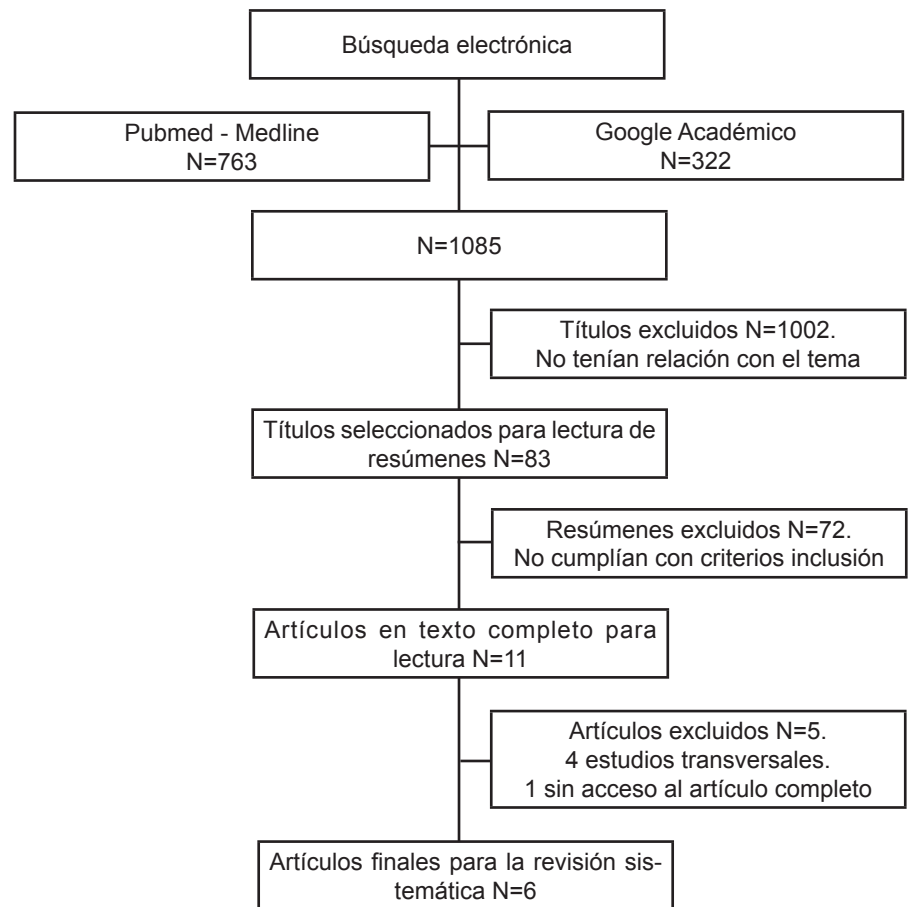 Búsqueda electrónica
Pubmed - Medline
N=763
Google Académico
N=322
N=1085
Títulos excluidos N=1002.
No tenían relación con el tema
Títulos seleccionados para lectura de
resúmenes N=83
Resúmenes excluidos N=72.
No cumplían con criterios inclusión
Artículos en texto completo para
lectura N=11
Artículos excluidos N=5.
4 estudios transversales.
1 sin acceso al artículo completo
Artículos finales para la revisión sis-
temática N=6